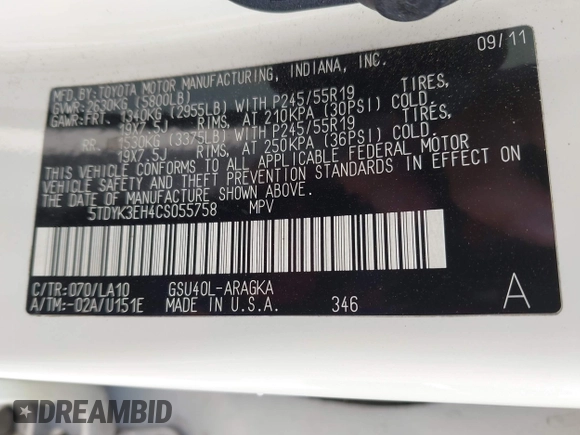 09/11
MFD. BY: TOYOTA MOTOR MANUFACTURING, INDIANA, INC.
GVWR: 2630KG (5800LB)
GAWR: FRT. 1340KG (2955LB) WITH P245/55R19 TIRES,
19X7.5J RIMS, AT 210KPA (30PSI) COLD.
RR. 1530KG (3375LB) WITH P245/55R19 TIRES,
19X7.5J RIMS, AT 250KPA (36PSI) COLD.
THIS VEHICLE CONFORMS TO ALL APPLICABLE FEDERAL MOTOR
VEHICLE SAFETY AND THEFT PREVENTION STANDARDS IN EFFECT ON
THE DATE OF MANUFACTURE SHOWN ABOVE.
5TDYK3EH4CS055758 MPV
C/TR: 070/LA10 GSU40L-ARAGKA
A/TM: -02A/U151E MADE IN U.S.A. 346 A
DREAMBID